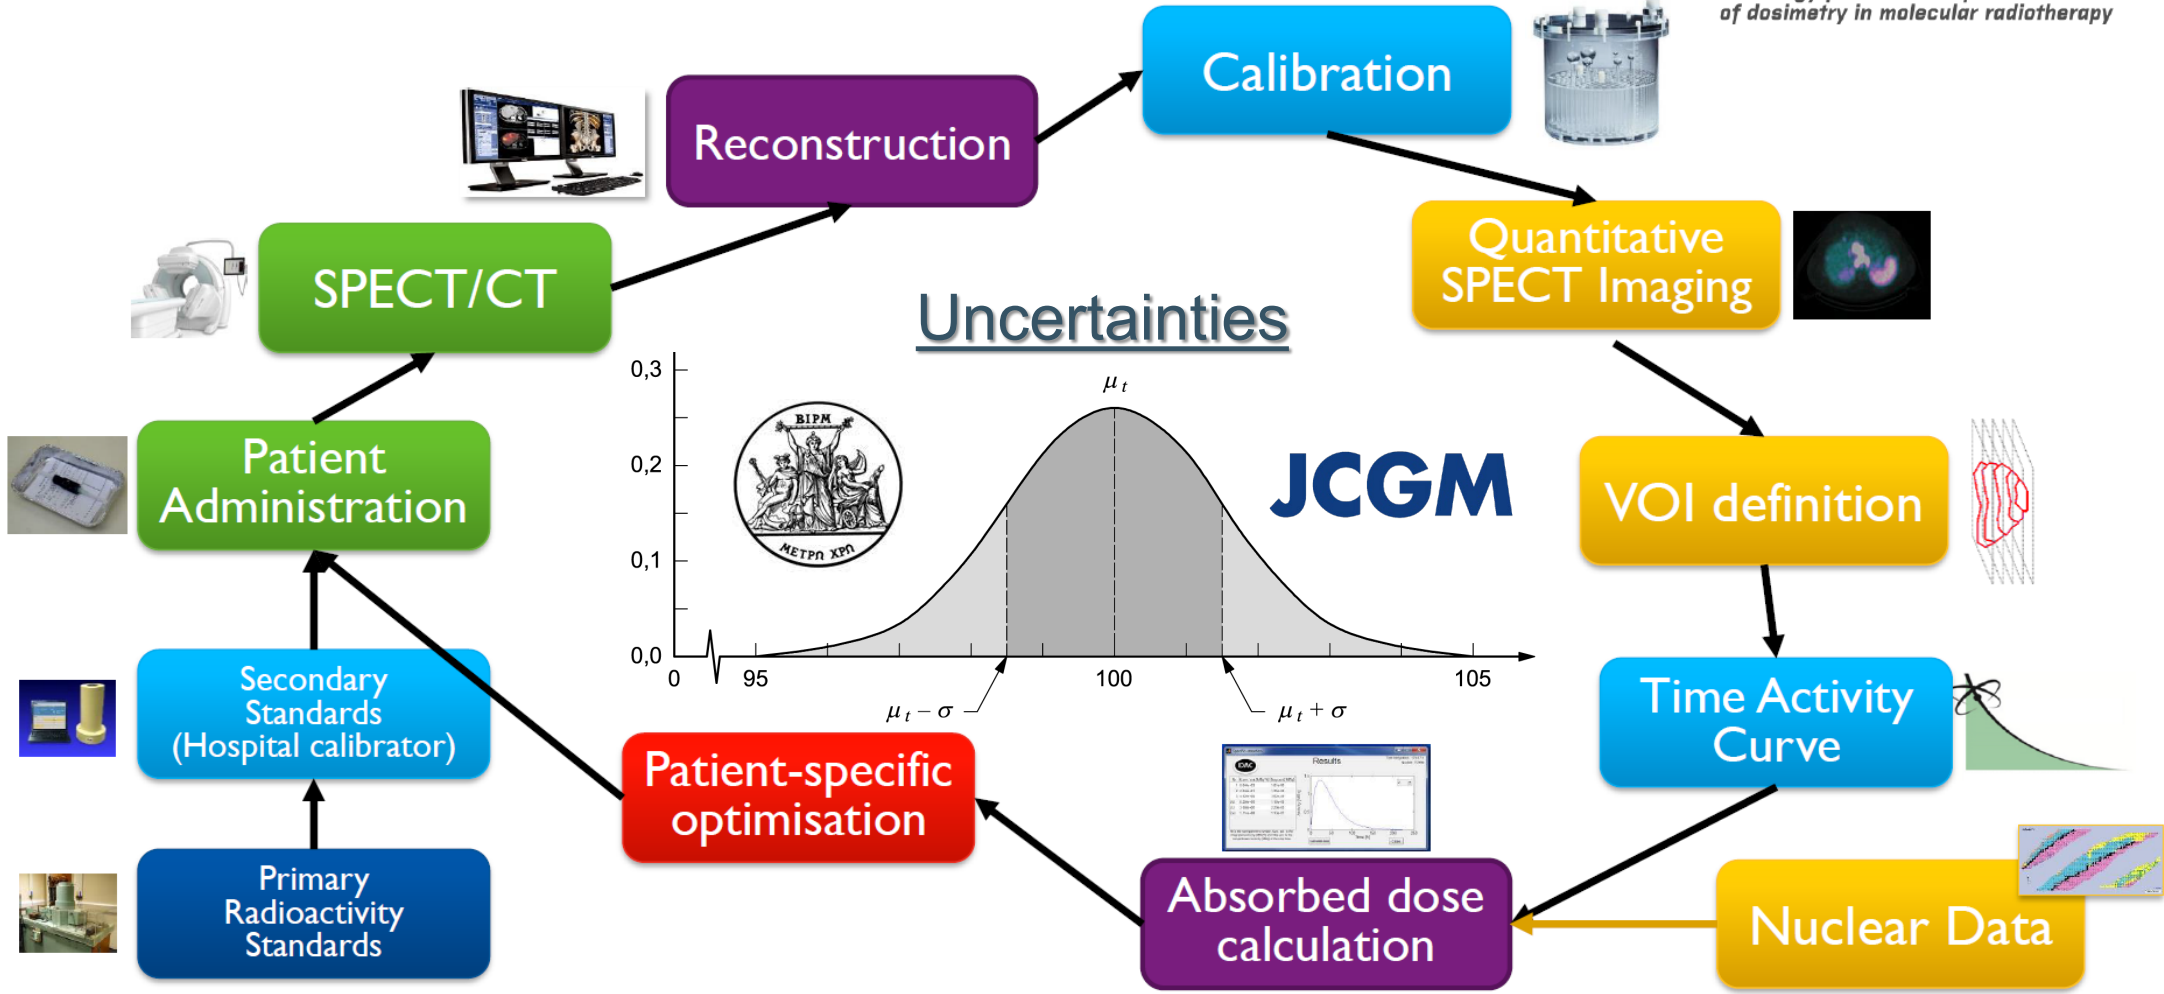 of dosimetry in molecular radiotherapy
Calibration
Reconstruction
Quantitative
SPECT Imaging
SPECT/CT
Uncertainties
0,3
0,2
0,1
0,0
μt
BIPM
ΜΕΤΡΩ ΧΡΩ
JCGM
0
95
100
105
μt − σ
μt + σ
Patient
Administration
VOI definition
Secondary
Standards
(Hospital calibrator)
Time Activity
Curve
Patient-specific
optimisation
Results
IDAC
Primary
Radioactivity
Standards
Absorbed dose
calculation
Nuclear Data